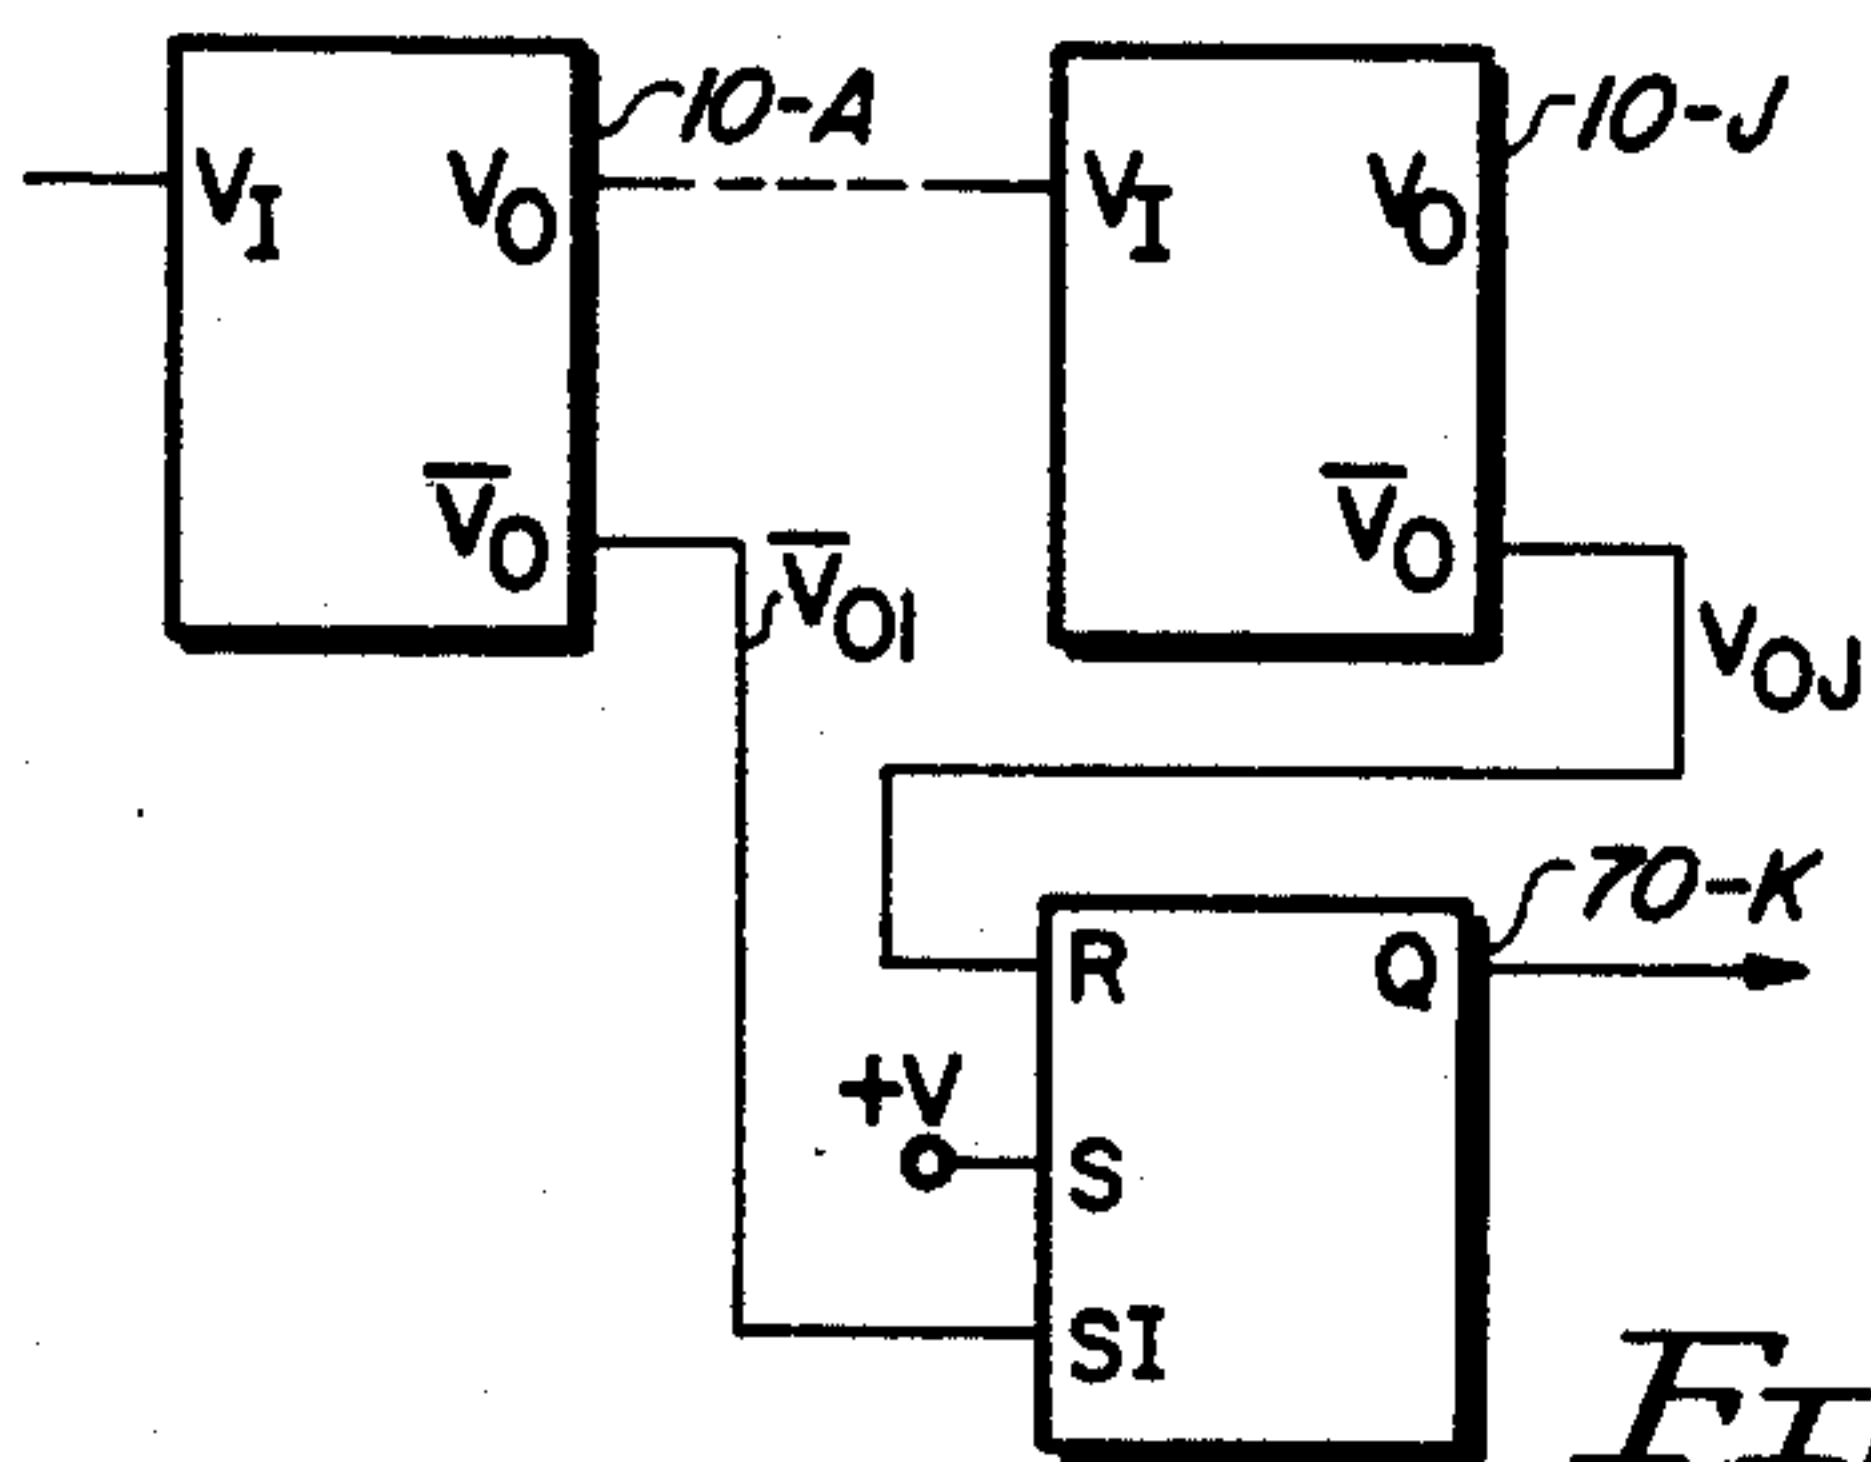 10-A
10-J
V_I V_O
V_I V_O
V̅_O
V̅_O1
V̅_O
V_OJ
70-K
R Q
+V
S
SI